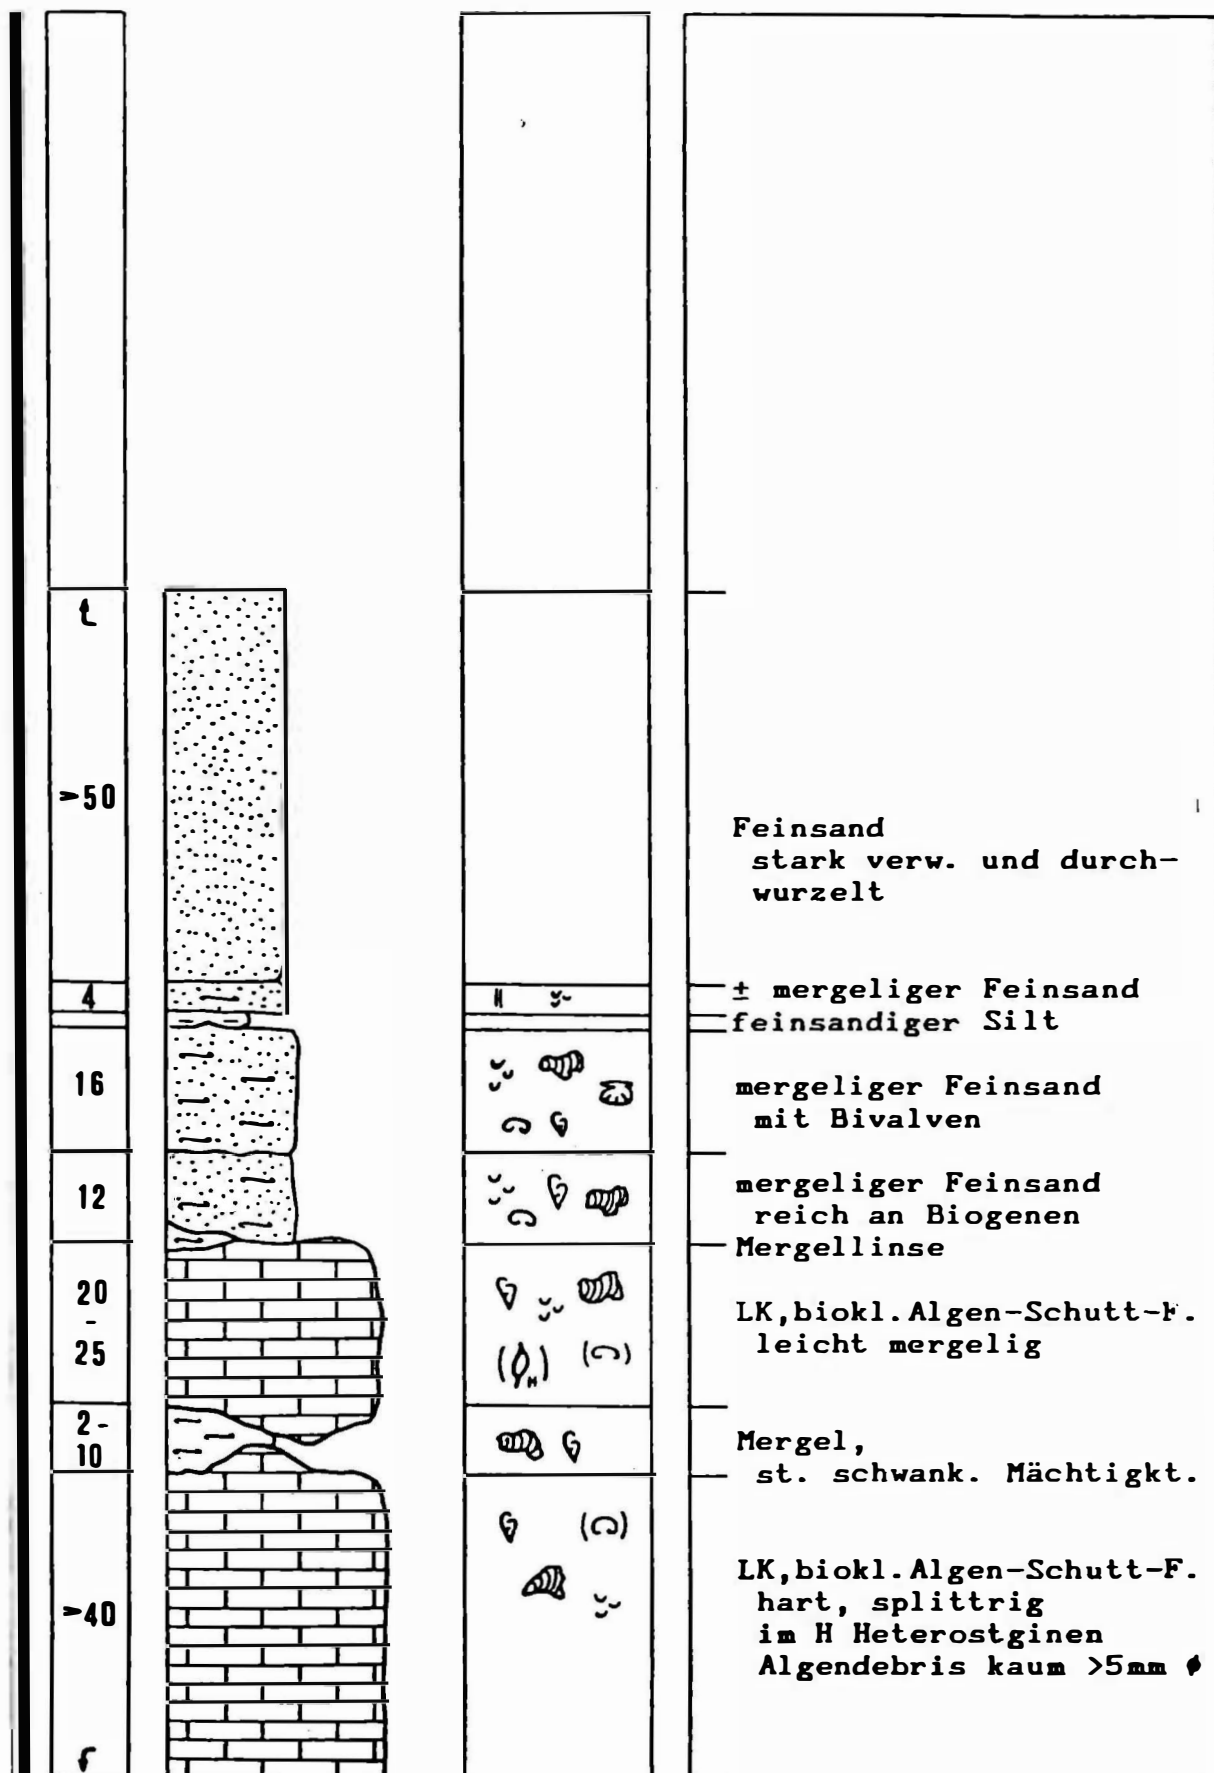 >50
Feinsand
stark verw. und durch-
wurzelt
4
± mergeliger Feinsand
feinsandiger Silt
16
mergeliger Feinsand
mit Bivalven
12
mergeliger Feinsand
reich an Biogenen
Mergellinse
20
-
25
LK,biokl.Algen-Schutt-F.
leicht mergelig
H
2-
10
Mergel,
st. schwank. Mächtigkt.
>40
LK,biokl.Algen-Schutt-F.
hart, splittrig
im H Heterostginen
Algendebris kaum >5mm ϕ